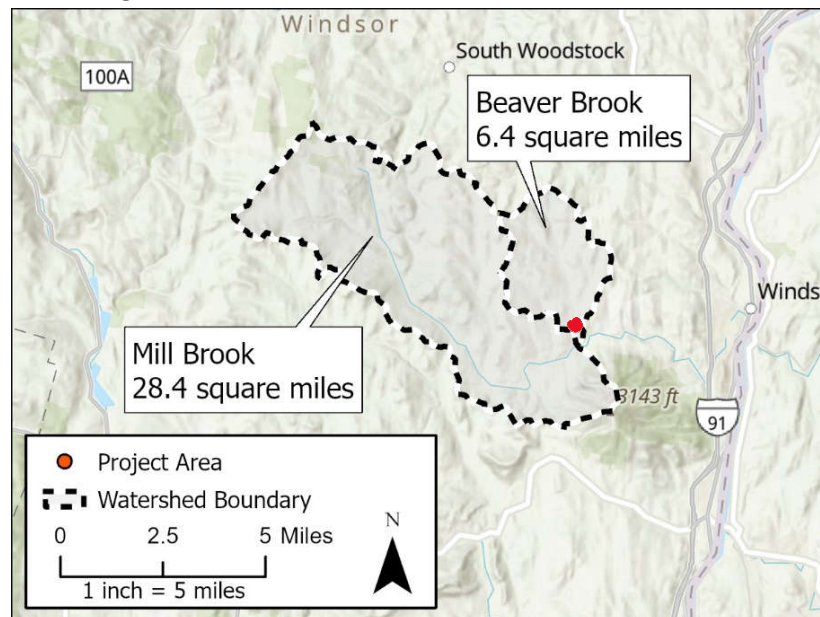 Windsor
South Woodstock
100A
Beaver Brook
6.4 square miles
Winds
Mill Brook
28.4 square miles
3143 ft
91
Project Area
Watershed Boundary
0 2.5 5 Miles
1 inch = 5 miles
N